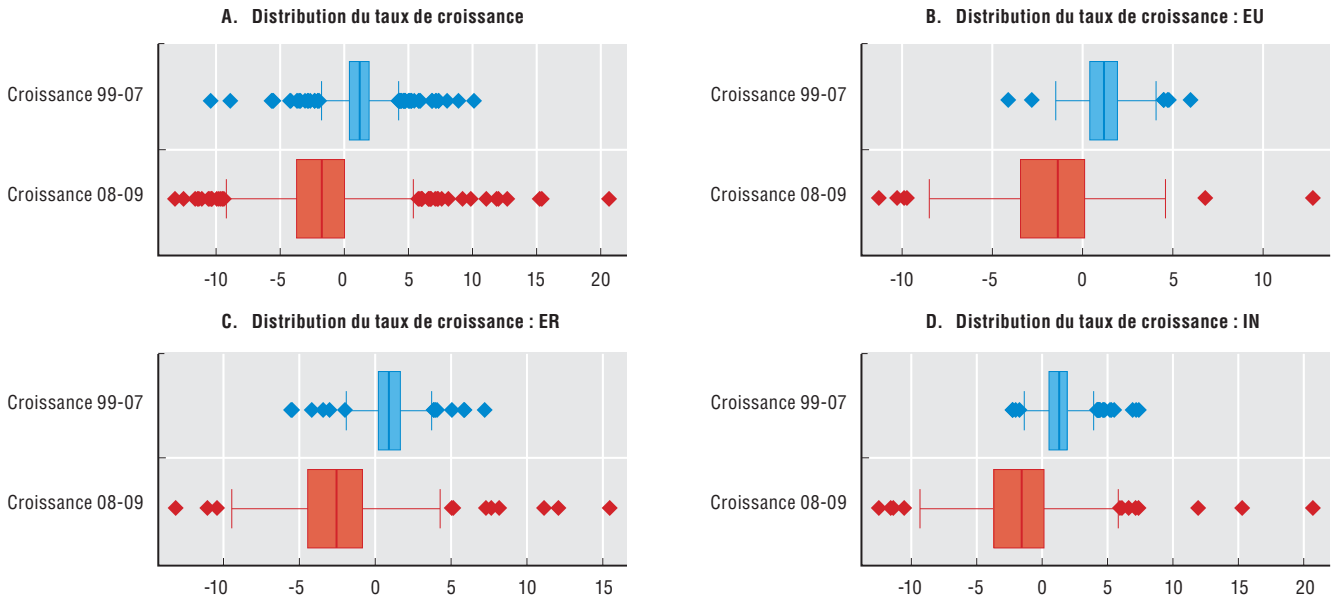 A. Distribution du taux de croissance
Croissance 99-07
Croissance 08-09
-10 -5 0 5 10 15 20
B. Distribution du taux de croissance : EU
Croissance 99-07
Croissance 08-09
-10 -5 0 5 10
C. Distribution du taux de croissance : ER
Croissance 99-07
Croissance 08-09
-10 -5 0 5 10 15
D. Distribution du taux de croissance : IN
Croissance 99-07
Croissance 08-09
-10 -5 0 5 10 15 20